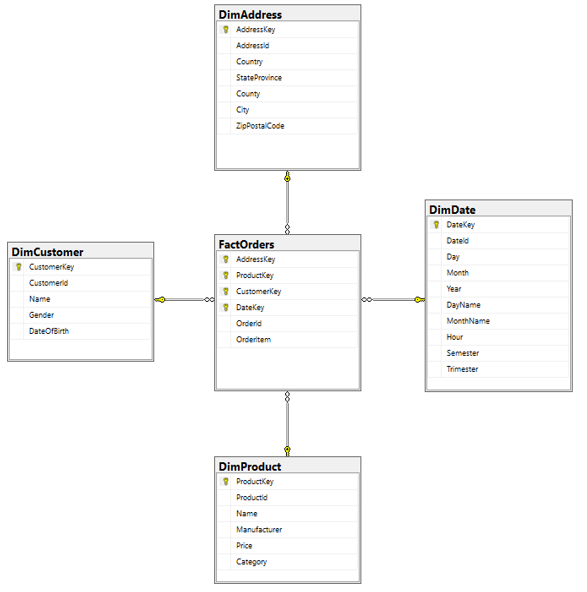 DimAddress
AddressKey
AddressId
Country
StateProvince
County
City
ZipPostalCode
DimCustomer
CustomerKey
CustomerId
Name
Gender
DateOfBirth
FactOrders
AddressKey
ProductKey
CustomerKey
DateKey
OrderId
OrderItem
DimDate
DateKey
DateId
Day
Month
Year
DayName
MonthName
Hour
Semester
Trimester
DimProduct
ProductKey
ProductId
Name
Manufacturer
Price
Category